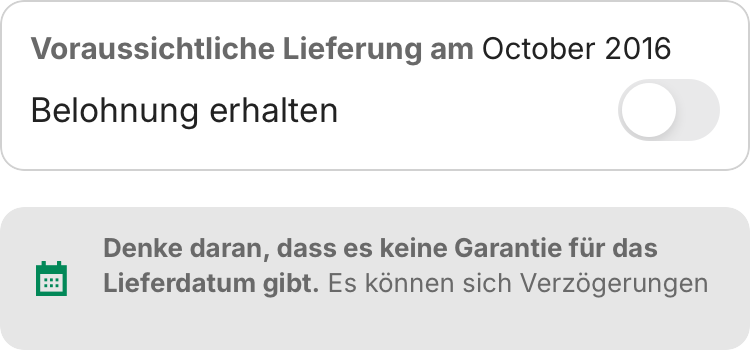 Voraussichtliche Lieferung am October 2016
Belohnung erhalten
Denke daran, dass es keine Garantie für das
Lieferdatum gibt. Es können sich Verzögerungen